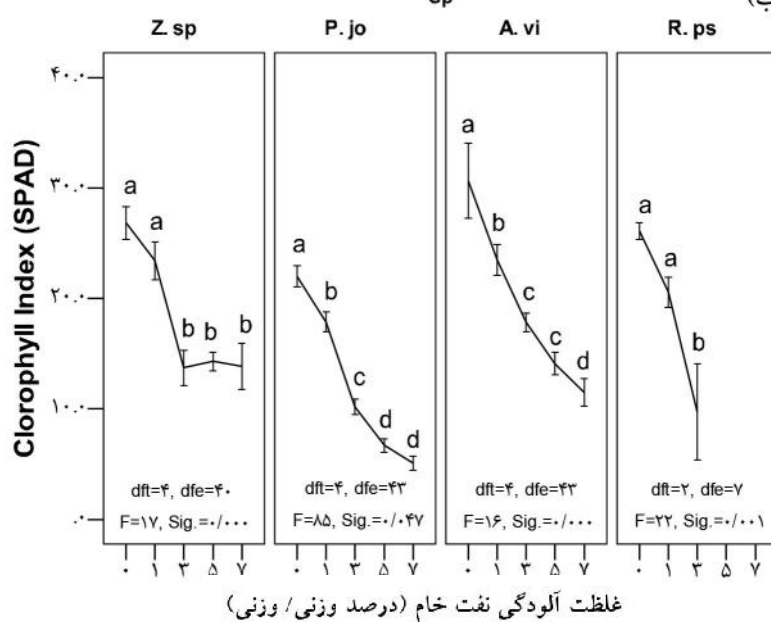 Sp
ب)
Z. sp P. jo A. vi R. ps
Clorophyll Index (SPAD)
۴۰.۰
۳۰.۰
۲۰.۰
۱۰.۰
.۰
a a b b b
a b c d d
a b c c d
a a b
dft=۴, dfe=۴۰ dft=۴, dfe=۴۳ dft=۴, dfe=۴۳ dft=۲, dfe=۷
F=۱۷, Sig.=۰/۰۰۰ F=۸۵, Sig.=۰/۰۴۷ F=۱۶, Sig.=۰/۰۰۰ F=۲۲, Sig.=۰/۰۰۱
۰ ۱ ۳ ۵ ۷ ۰ ۱ ۳ ۵ ۷ ۰ ۱ ۳ ۵ ۷ ۰ ۱ ۳ ۵ ۷
غلظت آلودگی نفت خام (درصد وزنی/ وزنی)